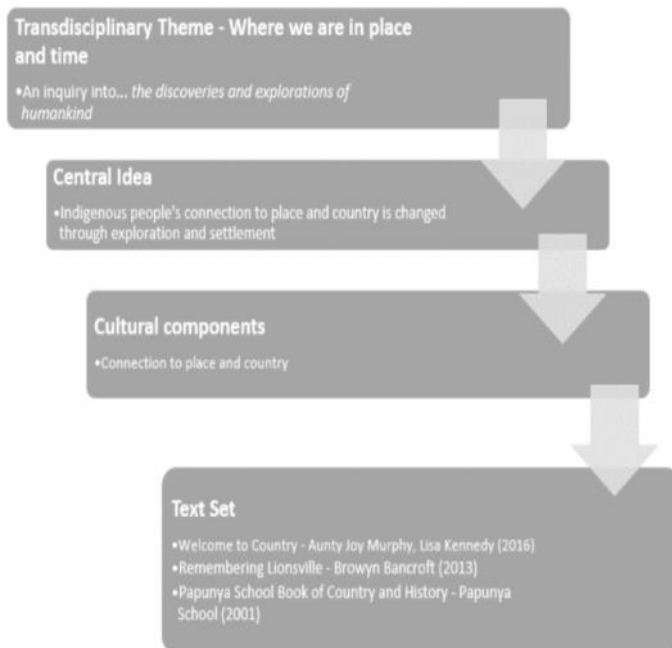 Transdisciplinary Theme - Where we are in place
and time
•An inquiry into... the discoveries and explorations of
humankind
Central Idea
•Indigenous people's connection to place and country is changed
through exploration and settlement
Cultural components
•Connection to place and country
Text Set
•Welcome to Country - Aunty Joy Murphy, Lisa Kennedy (2016)
•Remembering Lionsville - Browyn Bancroft (2013)
•Papunya School Book of Country and History - Papunya
School (2001)